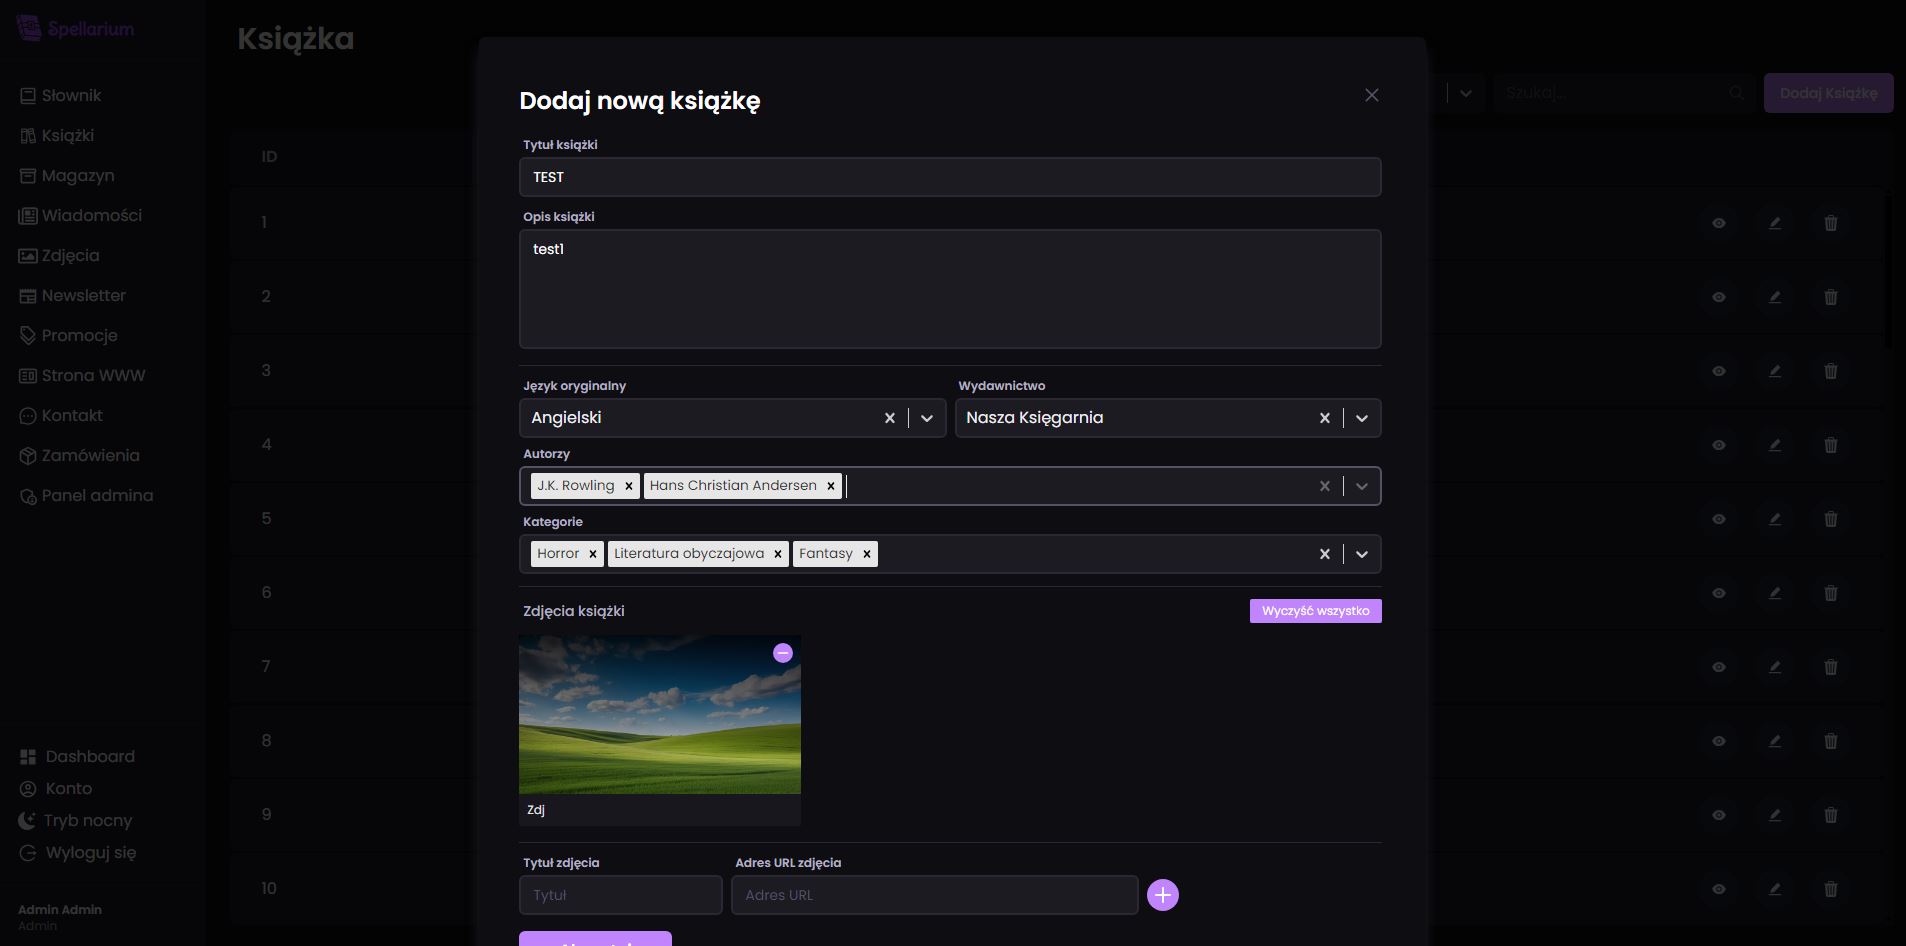 Spellarium
Słownik
Książki
Magazyn
Wiadomości
Zdjęcia
Newsletter
Promocje
Strona WWW
Kontakt
Zamówienia
Panel admina
Dashboard
Konto
Tryb nocny
Wyloguj się
Admin Admin
Admin
Książka
Szukaj...
Dodaj Książkę
ID
1
2
3
4
5
6
7
8
9
10
Dodaj nową książkę
Tytuł książki
TEST
Opis książki
test1
Język oryginalny
Wydawnictwo
Angielski
Nasza Księgarnia
Autorzy
J.K. Rowling
Hans Christian Andersen
Kategorie
Horror
Literatura obyczajowa
Fantasy
Zdjęcia książki
Wyczyść wszystko
Zdj
Tytuł zdjęcia
Adres URL zdjęcia
Tytuł
Adres URL